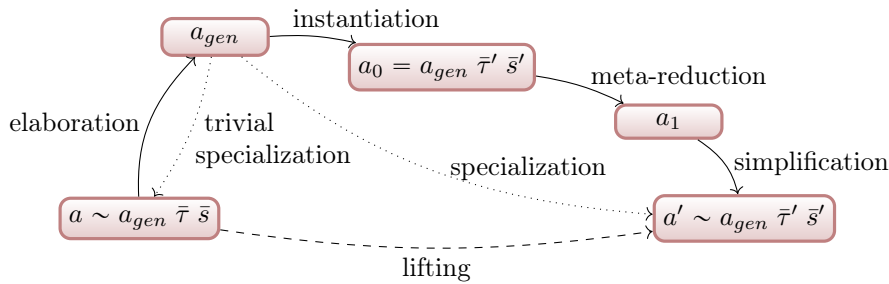 instantiation
a_gen
a_0 = a_gen τ̄′ s̄′
meta-reduction
a_1
elaboration
trivial
specialization
specialization
simplification
a ∼ a_gen τ̄ s̄
a′ ∼ a_gen τ̄′ s̄′
lifting